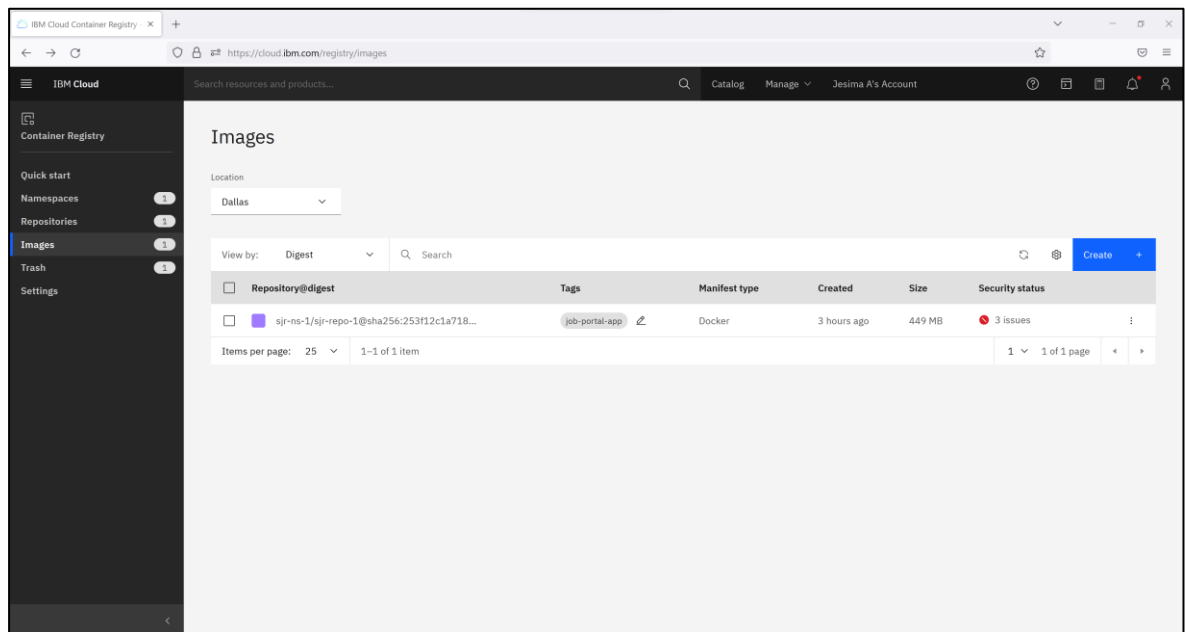 IBM Cloud Container Registry
https://cloud.ibm.com/registry/images
IBM Cloud
Search resources and products...
Catalog
Manage
Jesima A's Account
Container Registry
Quick start
Namespaces 1
Repositories 1
Images 1
Trash 1
Settings
Images
Location
Dallas
View by: Digest
Search
Create +
Repository@digest Tags Manifest type Created Size Security status
sjr-ns-1/sjr-repo-1@sha256:253f12c1a718... job-portal-app Docker 3 hours ago 449 MB 3 issues
Items per page: 25 1–1 of 1 item 1 1 of 1 page